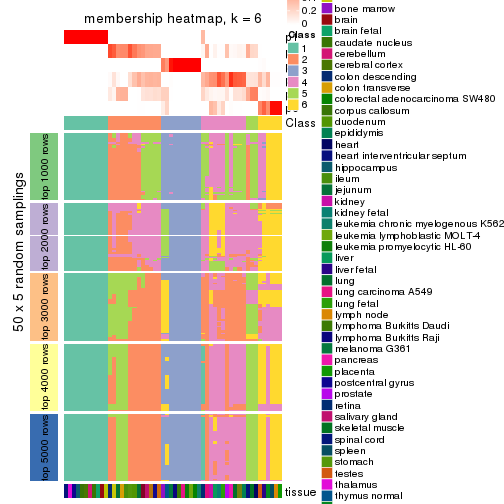 membership heatmap, k = 6
0.2
0
Class
1
2
3
4
5
6
Class
50 x 5 random samplings
top 1000 rows
top 2000 rows
top 3000 rows
top 4000 rows
top 5000 rows
tissue
bone marrow
brain
brain fetal
caudate nucleus
cerebellum
cerebral cortex
colon descending
colon transverse
colorectal adenocarcinoma SW480
corpus callosum
duodenum
epididymis
heart
heart interventricular septum
hippocampus
ileum
jejunum
kidney
kidney fetal
leukemia chronic myelogenous K562
leukemia lymphoblastic MOLT-4
leukemia promyelocytic HL-60
liver
liver fetal
lung
lung carcinoma A549
lung fetal
lymph node
lymphoma Burkitts Daudi
lymphoma Burkitts Raji
melanoma G361
pancreas
placenta
postcentral gyrus
prostate
retina
salivary gland
skeletal muscle
spinal cord
spleen
stomach
testes
thalamus
thymus normal